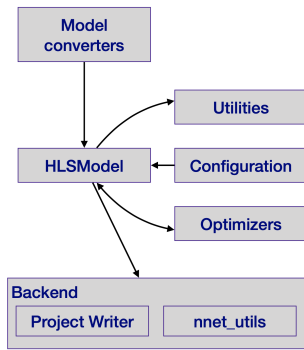 Model
converters
Utilities
HLSModel
Configuration
Optimizers
Backend
Project Writer
nnet_utils